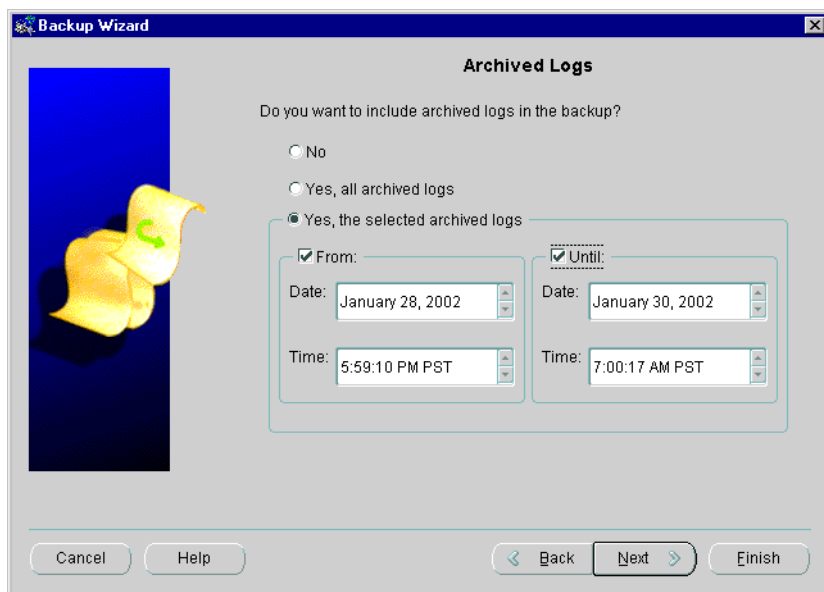 Backup Wizard
Archived Logs
Do you want to include archived logs in the backup?
No
Yes, all archived logs
Yes, the selected archived logs
From:
Date: January 28, 2002
Time: 5:59:10 PM PST
Until:
Date: January 30, 2002
Time: 7:00:17 AM PST
Cancel Help Back Next Finish